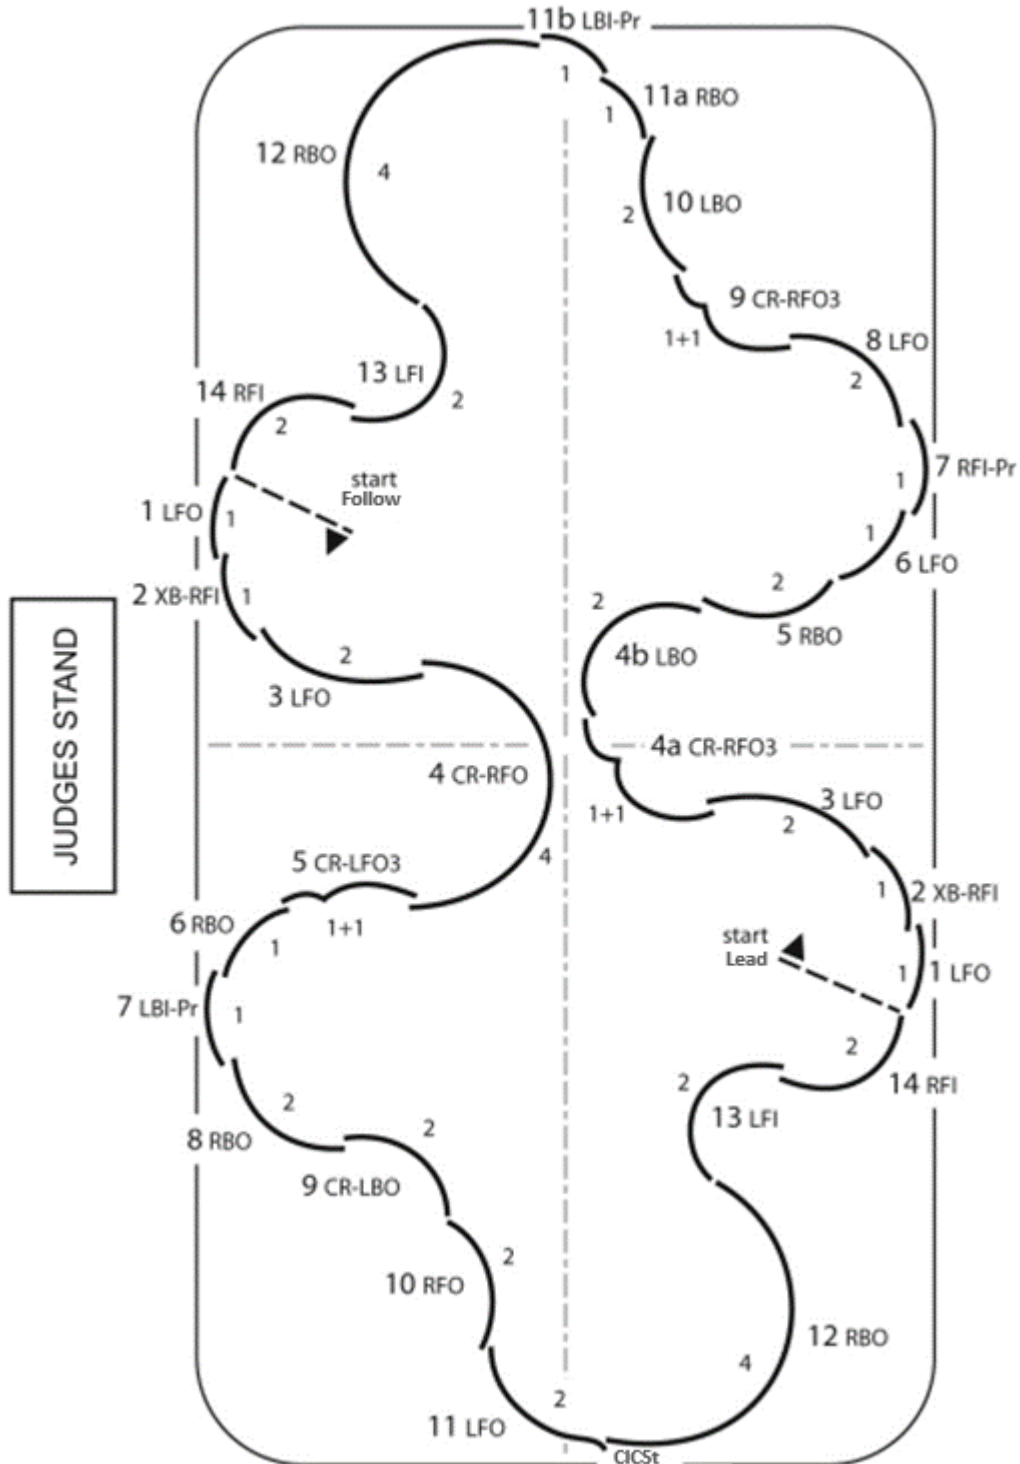 11b LBI-Pr
1
11a RBO
1
12 RBO
4
10 LBO
2
9 CR-RFO3
1+1
8 LFO
2
13 LFI
2
14 RFI
2
7 RFI-Pr
1
start
Follow
1 LFO
1
6 LFO
1
2 XB-RFI
1
5 RBO
2
4b LBO
2
3 LFO
2
JUDGES STAND
4a CR-RFO3
1+1
4 CR-RFO
4
3 LFO
2
5 CR-LFO3
1+1
2 XB-RFI
1
6 RBO
1
start
Lead
1 LFO
1
7 LBI-Pr
1
14 RFI
2
13 LFI
2
8 RBO
2
9 CR-LBO
2
10 RFO
2
12 RBO
4
11 LFO
2
ClCSt